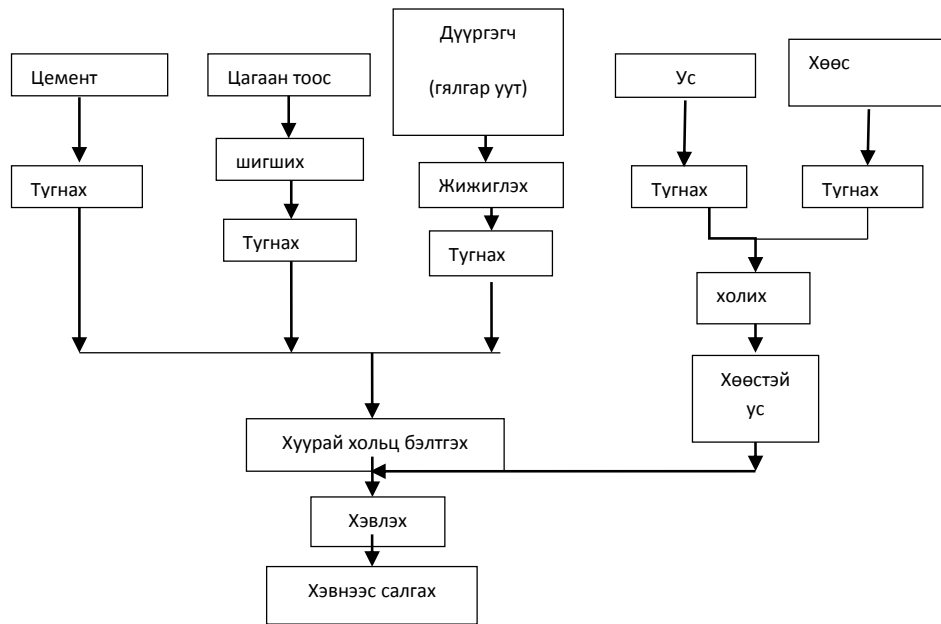 Цемент
Цагаан тоос
Дүүргэгч
(гялгар уут)
Ус
Хөөс
Тугнах
шигших
Жижиглэх
Тугнах
Тугнах
Тугнах
Тугнах
холих
Хөөстэй
ус
Хуурай хольц бэлтгэх
Хэвлэх
Хэвнээс салгах